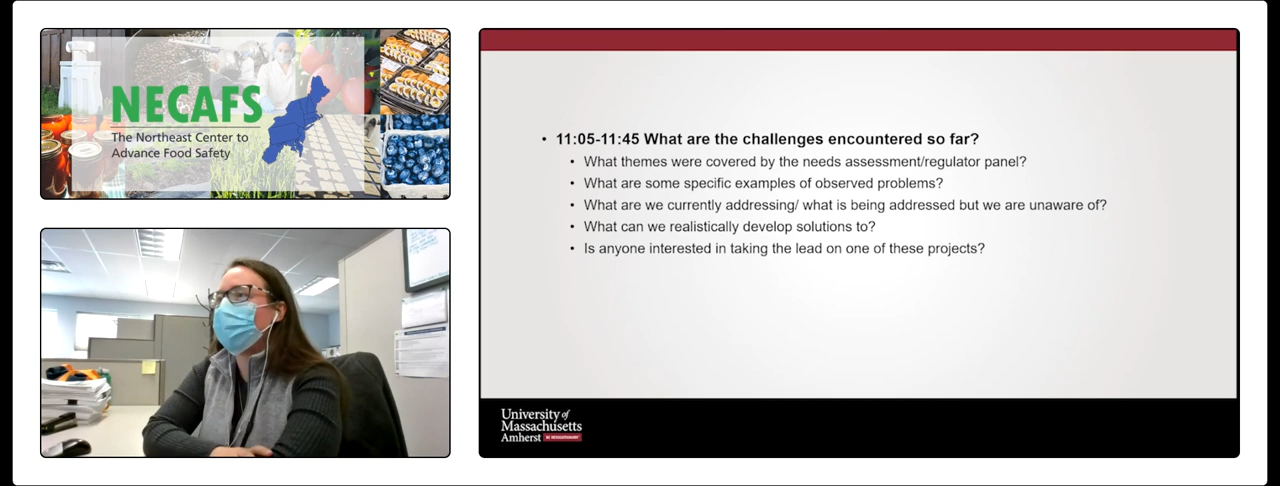 NECAFS
The Northeast Center to
Advance Food Safety
• 11:05-11:45 What are the challenges encountered so far?
• What themes were covered by the needs assessment/regulator panel?
• What are some specific examples of observed problems?
• What are we currently addressing/ what is being addressed but we are unaware of?
• What can we realistically develop solutions to?
• Is anyone interested in taking the lead on one of these projects?
University of
Massachusetts
Amherst BE REVOLUTIONARY